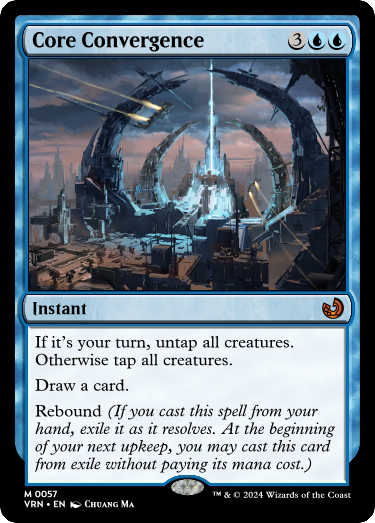 Core Convergence 3
Instant
If it's your turn, untap all creatures.
Otherwise tap all creatures.
Draw a card.
Rebound (If you cast this spell from your
hand, exile it as it resolves. At the beginning
of your next upkeep, you may cast this card
from exile without paying its mana cost.)
M 0057
VRN • EN Chuang Ma
™ & © 2024 Wizards of the Coast